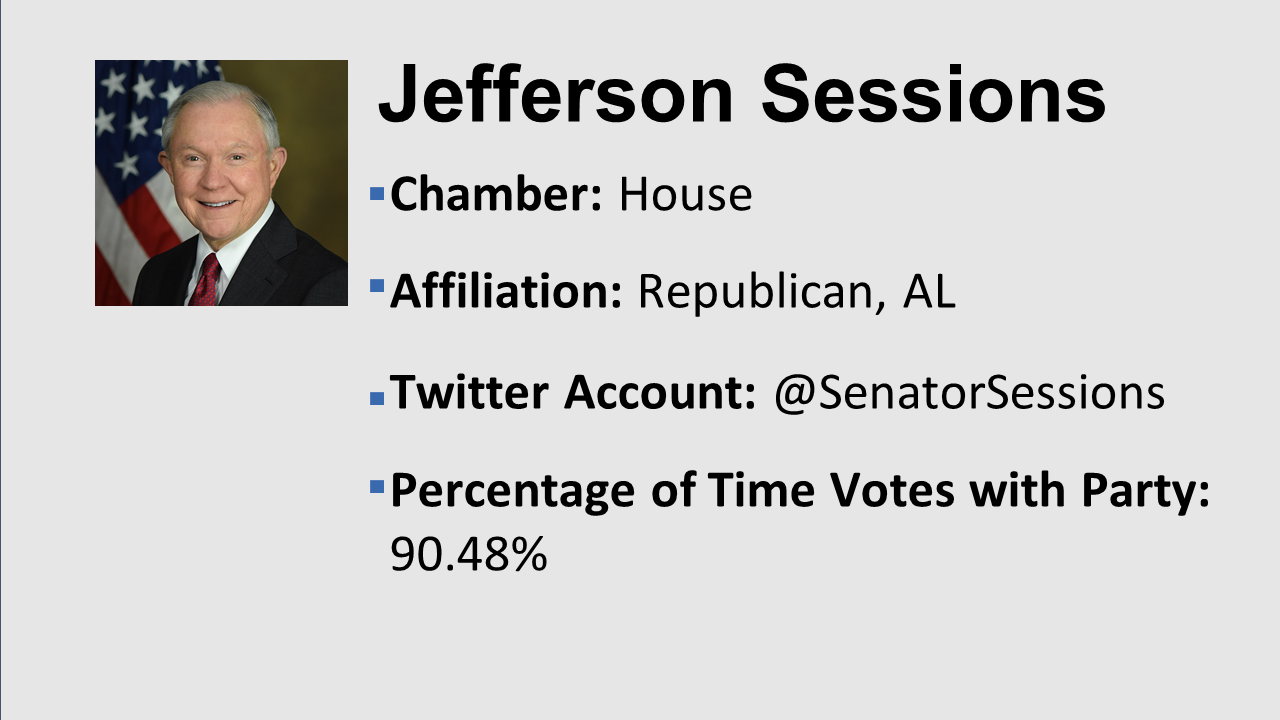 Jefferson Sessions
Chamber: House
Affiliation: Republican, AL
Twitter Account: @SenatorSessions
Percentage of Time Votes with Party:
90.48%